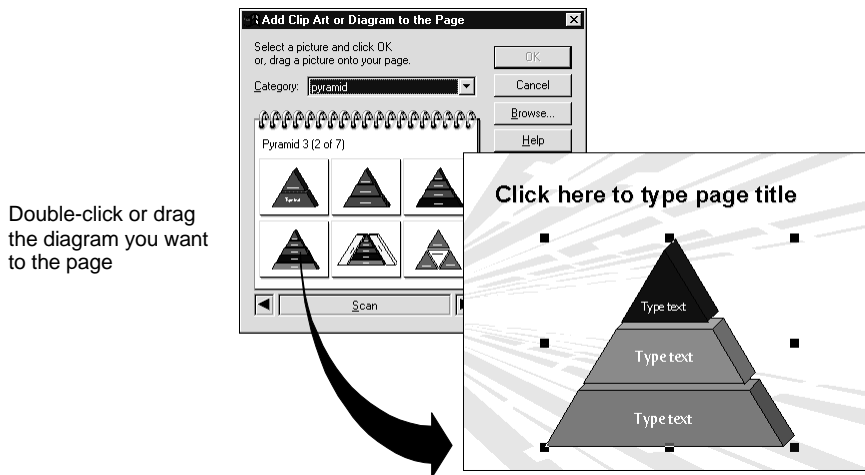 Add Clip Art or Diagram to the Page
Select a picture and click OK
or, drag a picture onto your page.
Category: pyramid
OK
Cancel
Browse...
Help
Pyramid 3 (2 of 7)
Scan
Double-click or drag
the diagram you want
to the page
Click here to type page title
Type text
Type text
Type text